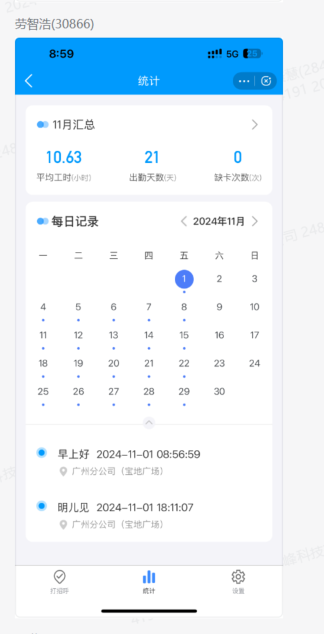 劳智浩(30866)
8:59
5G 85
统计
11月汇总
10.63 21 0
平均工时(小时) 出勤天数(天) 缺卡次数(次)
每日记录 2024年11月
一 二 三 四 五 六 日
1 2 3
4 5 6 7 8 9 10
11 12 13 14 15 16 17
18 19 20 21 22 23 24
25 26 27 28 29 30
早上好 2024-11-01 08:56:59
广州分公司（宝地广场）
明儿见 2024-11-01 18:11:07
广州分公司（宝地广场）
打招呼 统计 设置